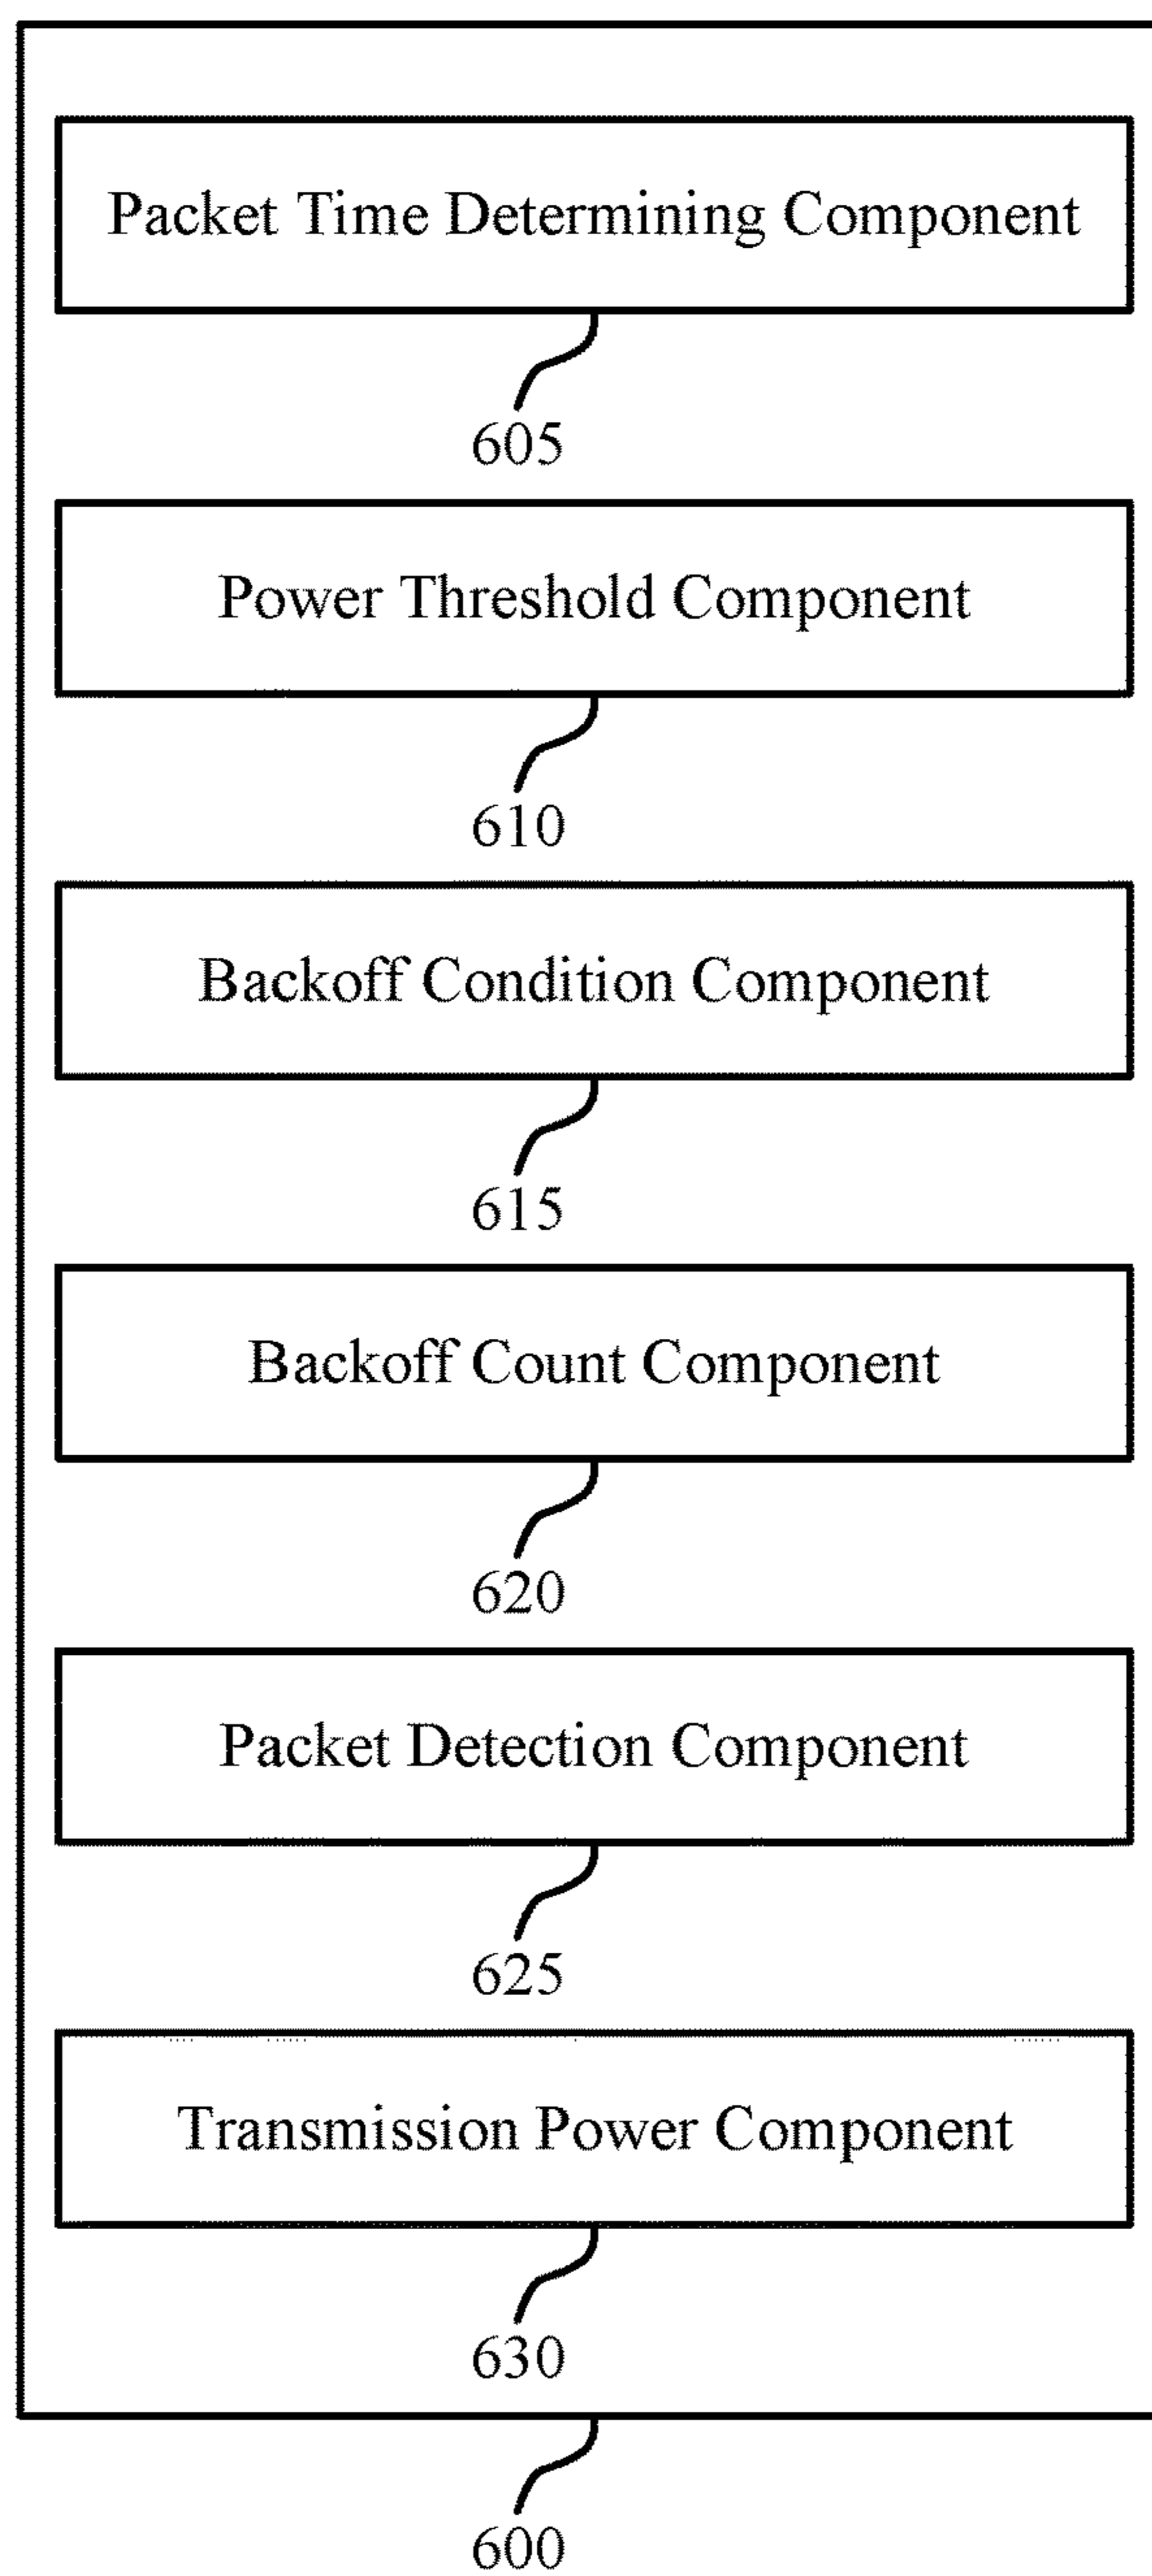 Packet Time Determining Component
605
Power Threshold Component
610
Backoff Condition Component
615
Backoff Count Component
620
Packet Detection Component
625
Transmission Power Component
630
600